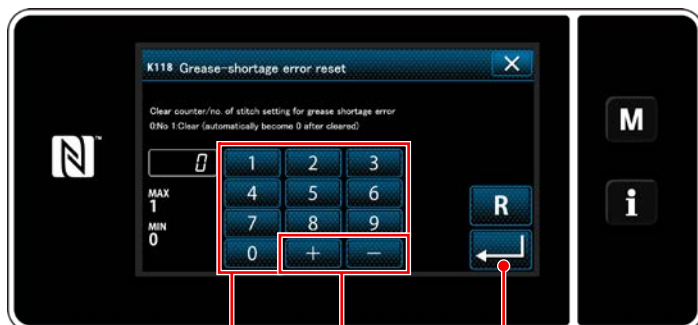 K118 Grease-shortage error reset
Clear counter/no. of stitch setting for grease shortage error
0:No 1:Clear (automatically become 0 after cleared)
0
1 2 3
MAX
1
4 5 6
MIN
0
7 8 9
0 + −
R
M
i
N